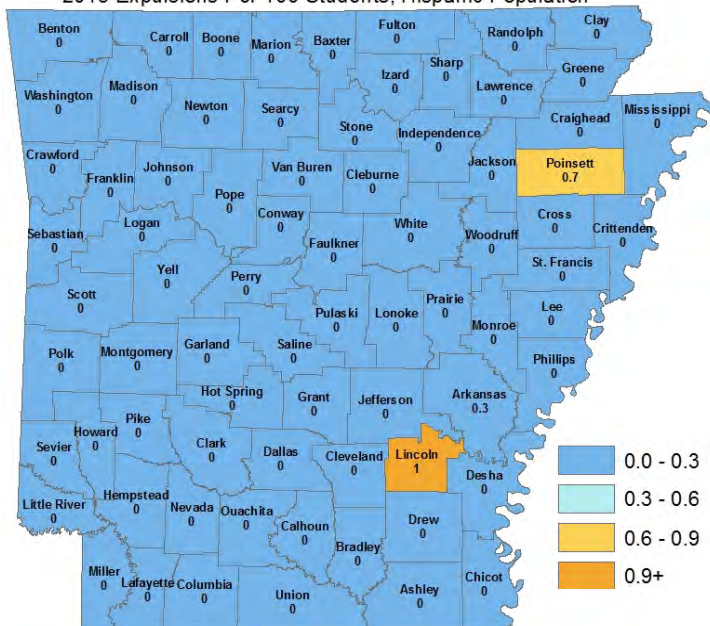 2018 Expulsions Per 100 Students, Hispanic Population
Benton
0
Carroll
0
Boone
0
Marion
0
Baxter
0
Fulton
0
Randolph
0
Clay
0
Izard
0
Sharp
0
Greene
0
Lawrence
0
Washington
0
Madison
0
Newton
0
Searcy
0
Stone
0
Independence
0
Craighead
0
Mississippi
0
Crawford
0
Franklin
0
Johnson
0
Pope
0
Van Buren
0
Cleburne
0
Jackson
0
Poinsett
0.7
Sebastian
0
Logan
0
Conway
0
Faulkner
0
White
0
Woodruff
0
Cross
0
Crittenden
0
Scott
0
Yell
0
Perry
0
St. Francis
0
Pulaski
0
Lonoke
0
Prairie
0
Monroe
0
Lee
0
Polk
0
Montgomery
0
Garland
0
Saline
0
Phillips
0
Hot Spring
0
Grant
0
Jefferson
0
Arkansas
0.3
Sevier
0
Howard
0
Pike
0
Clark
0
Dallas
0
Cleveland
0
Lincoln
1
Desha
0
Little River
0
Hempstead
0
Nevada
0
Ouachita
0
Calhoun
0
Bradley
0
Drew
0
Miller
0
Lafayette
0
Columbia
0
Union
0
Ashley
0
Chicot
0
0.0 - 0.3
0.3 - 0.6
0.6 - 0.9
0.9+